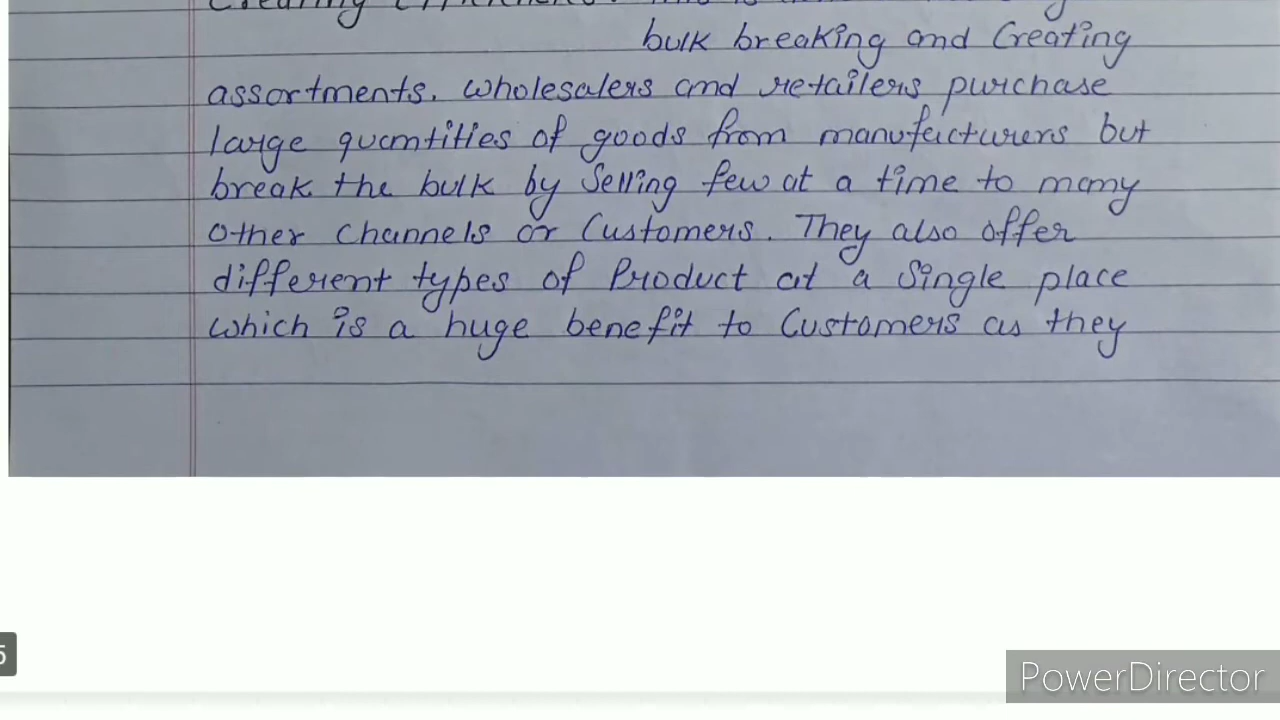 bulk breaking and Creating
assortments. Wholesalers and retailers purchase
large quantities of goods from manufacturers but
break the bulk by Selling few at a time to many
Other Channels or Customers. They also offer
different types of Product at a Single place
which is a huge benefit to Customers as they
5
PowerDirector